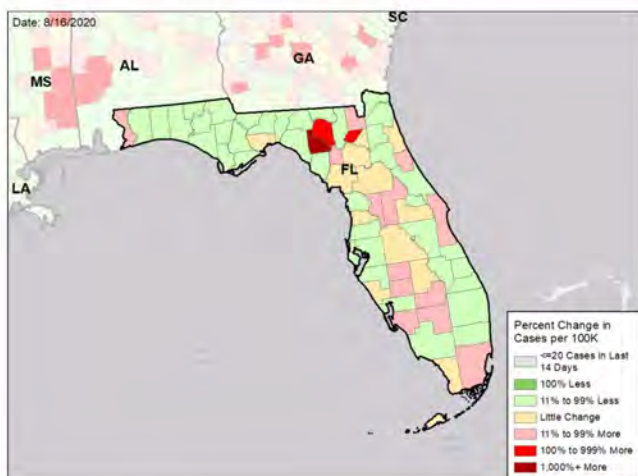 Date: 8/16/2020
SC
MS
AL
GA
LA
FL
Percent Change in
Cases per 100K
<=20 Cases in Last
14 Days
100% Less
11% to 99% Less
Little Change
11% to 99% More
100% to 999% More
1,000%+ More